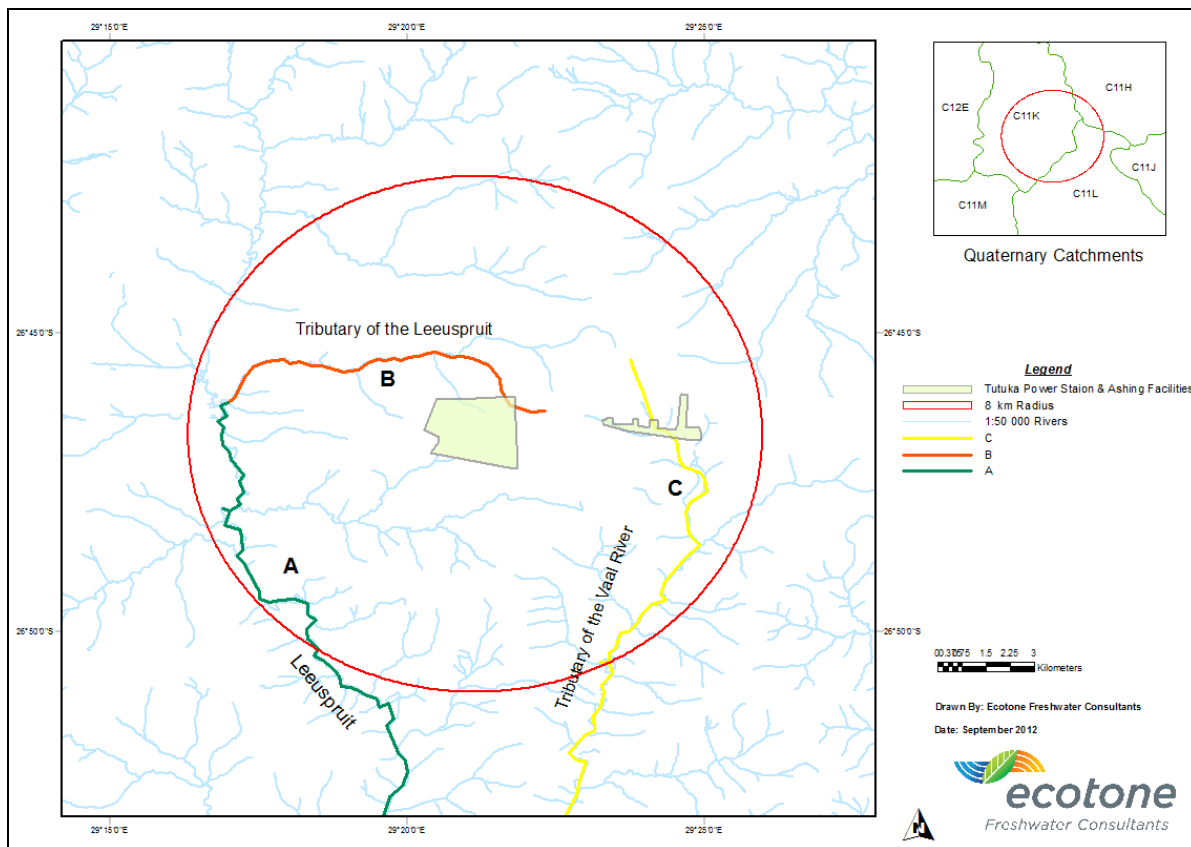 29°15'0"E
29°20'0"E
29°25'0"E
26°45'0"S
26°45'0"S
26°50'0"S
26°50'0"S
29°15'0"E
29°20'0"E
29°25'0"E
Tributary of the Leeuspruit
B
C
A
Tributary of the Vaal River
Leeuspruit
C12E
C11K
C11H
C11J
C11L
C11M
Quaternary Catchments
Legend
Tutuka Power Staion & Ashing Facilities
8 km Radius
1:50 000 Rivers
C
B
A
1.5 2.25 3
Kilometers
Drawn By: Ecotone Freshwater Consultants
Date: September 2012
ecotone
Freshwater Consultants
N